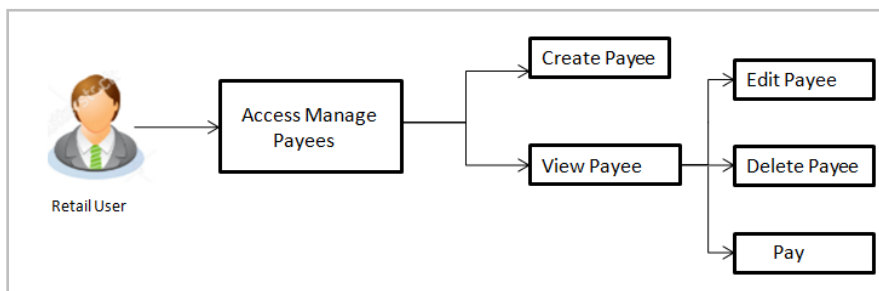 Create Payee
Edit Payee
Access Manage
Payees
View Payee
Delete Payee
Retail User
Pay